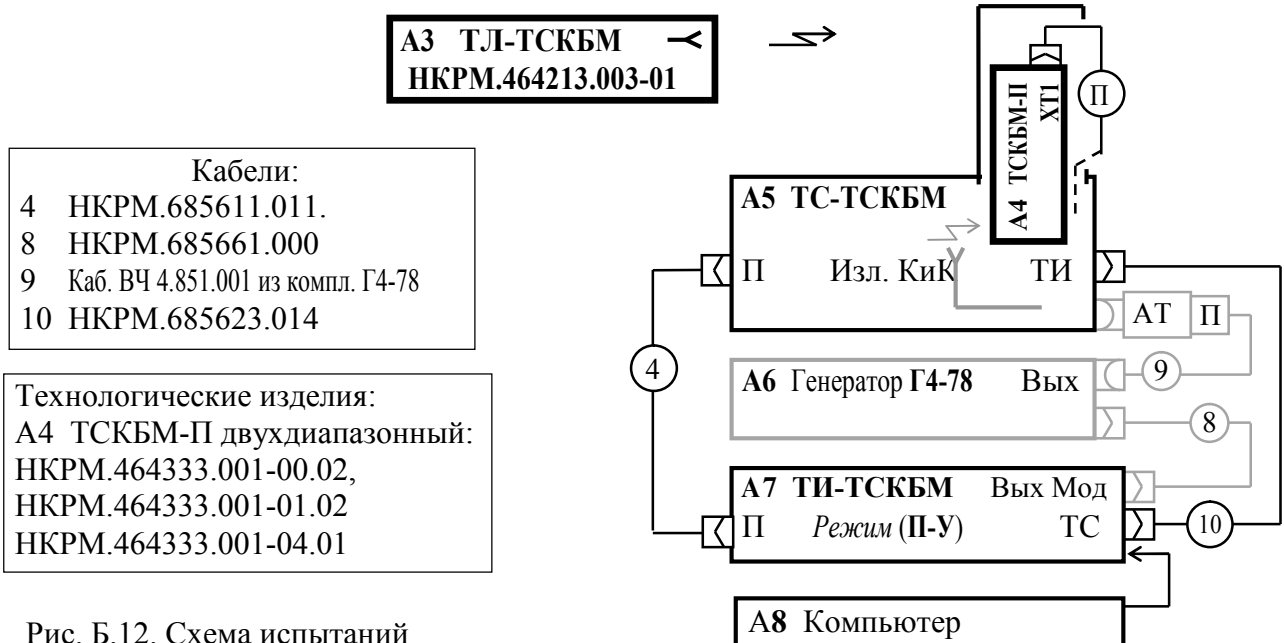 А3 ТЛ-ТСКБМ
НКРМ.464213.003-01
Кабели:
4 НКРМ.685611.011.
8 НКРМ.685661.000
9 Каб. ВЧ 4.851.001 из компл. Г4-78
10 НКРМ.685623.014
Технологические изделия:
А4 ТСКБМ-П двухдиапазонный:
НКРМ.464333.001-00.02,
НКРМ.464333.001-01.02
НКРМ.464333.001-04.01
Рис. Б.12. Схема испытаний
А4 ТСКБМ-П
ХТ1
П
А5 ТС-ТСКБМ
П Изл. КиК ТИ
АТ П
4
А6 Генератор Г4-78 Вых
9
8
А7 ТИ-ТСКБМ Вых Мод
П Режим (П-У) ТС
10
А8 Компьютер